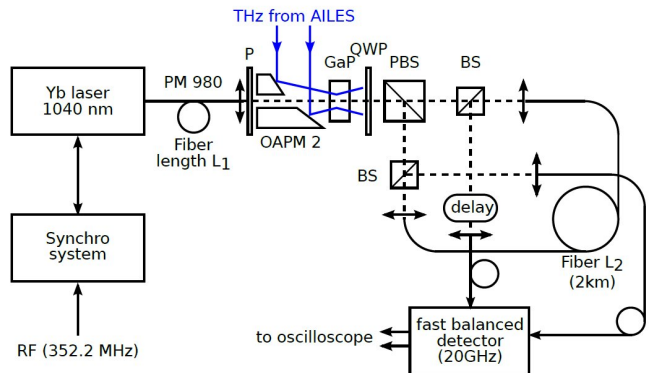 THz from AILES
P
GaP
QWP
PBS
BS
Yb laser
1040 nm
PM 980
Fiber
length L1
OAPM 2
BS
delay
Synchro
system
Fiber L2
(2km)
RF (352.2 MHz)
to oscilloscope
fast balanced
detector
(20GHz)